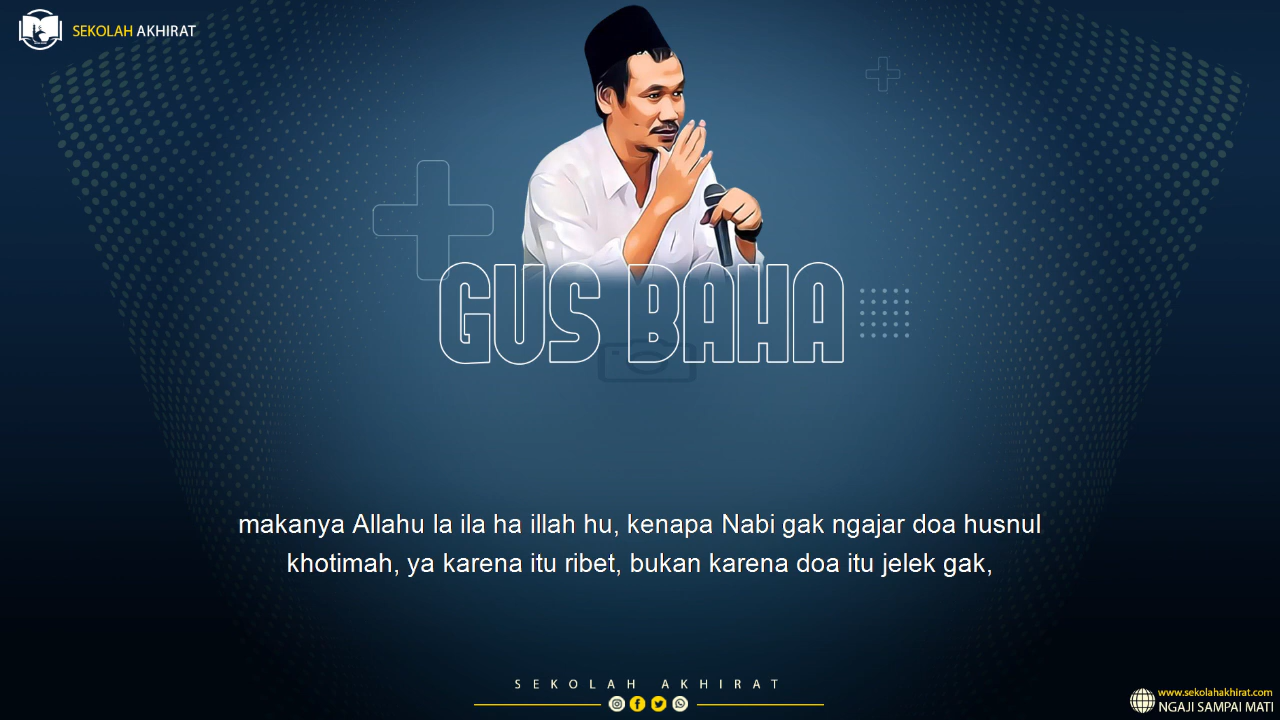 SEKOLAH AKHIRAT
GUS BAHA
makanya Allahu la ila ha illah hu, kenapa Nabi gak ngajar doa husnul
khotimah, ya karena itu ribet, bukan karena doa itu jelek gak,
SEKOLAH AKHIRAT
www.sekolahakhirat.com
NGAJI SAMPAI MATI